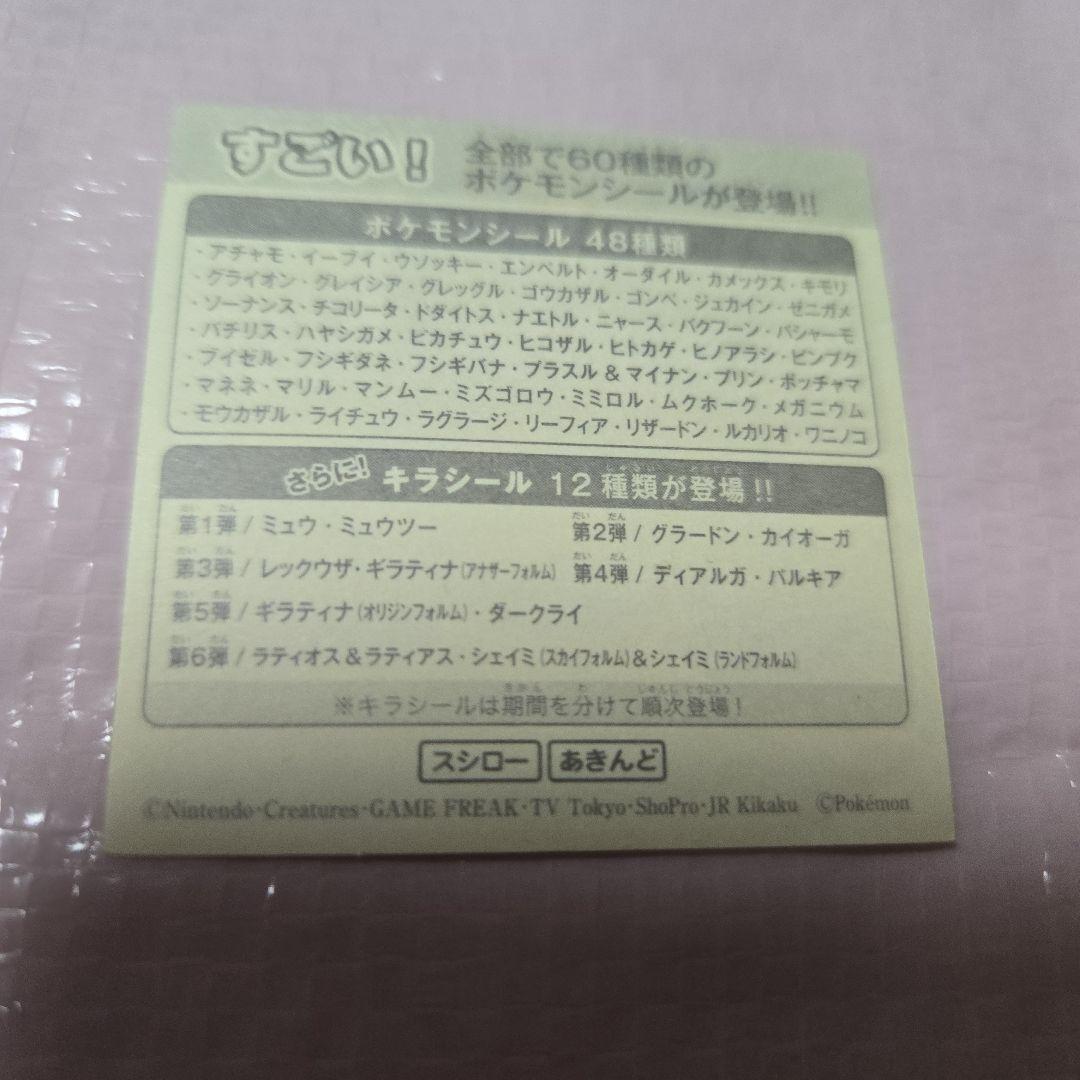 すごい!
全部で60種類の
ポケモンシールが登場!!
ポケモンシール 48種類
・アチャモ・イーブイ・ウソッキー・エンペルト・オーダイル・カメックス・キモリ
・グライオン・グレイシア・グレッグル・ゴウカザル・ゴンベ・ジュカイン・ゼニガメ
・ソーナンス・チコリータ・ドダイトス・ナエトル・ニャース・バクフーン・バシャーモ
・パチリス・ハヤシガメ・ピカチュウ・ヒコザル・ヒトカゲ・ヒノアラシ・ピンプク
・ブイゼル・フシギダネ・フシギバナ・プラスル&マイナン・プリン・ポッチャマ
・マネネ・マリル・マンムー・ミズゴロウ・ミミロル・ムクホーク・メガニウム
・モウカザル・ライチュウ・ラグラージ・リーフィア・リザードン・ルカリオ・ワニノコ
さらに! キラシール 12種類が登場!!
第1弾/ミュウ・ミュウツー 第2弾/グラードン・カイオーガ
第3弾/レックウザ・ギラティナ(アナザーフォルム) 第4弾/ディアルガ・パルキア
第5弾/ギラティナ(オリジンフォルム)・ダークライ
第6弾/ラティオス&ラティアス・シェイミ(スカイフォルム)&シェイミ(ランドフォルム)
※キラシールは期間を分けて順次登場!
スシロー あきんど
©Nintendo・Creatures・GAME FREAK・TV Tokyo・ShoPro・JR Kikaku ©Pokémon